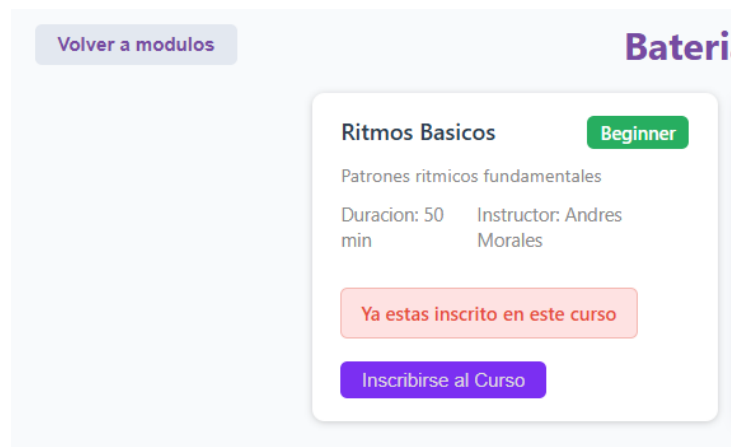 Volver a modulos
Bateri
Ritmos Basicos
Beginner
Patrones ritmicos fundamentales
Duracion: 50
min
Instructor: Andres
Morales
Ya estas inscrito en este curso
Inscribirse al Curso